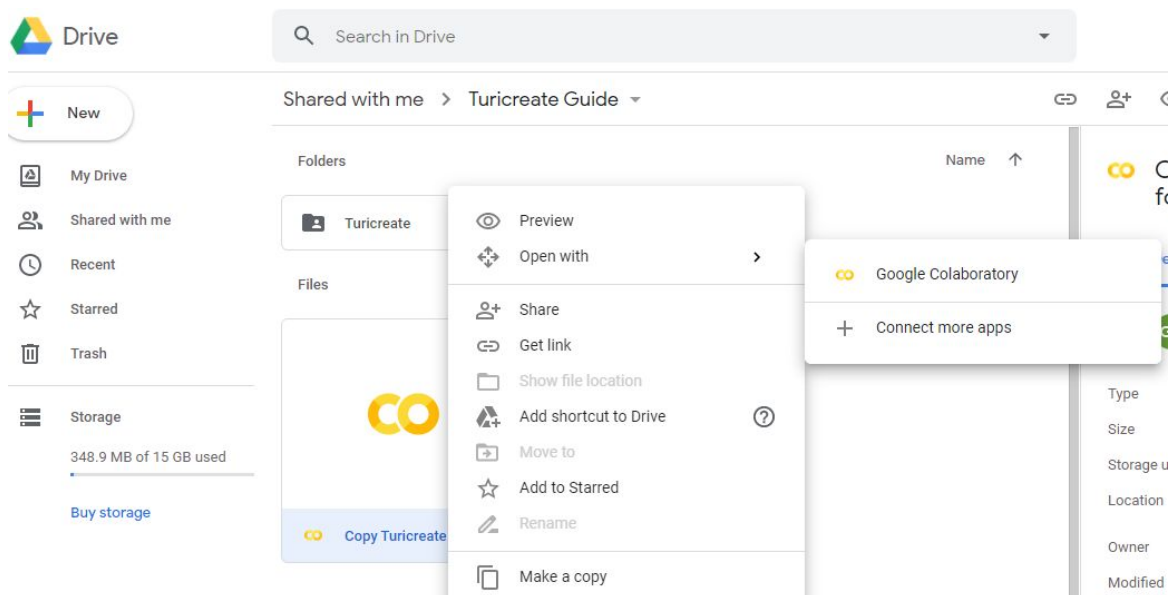 Drive
Search in Drive
New
Shared with me > Turicreate Guide
My Drive
Shared with me
Recent
Starred
Trash
Storage
348.9 MB of 15 GB used
Buy storage
Folders
Name
Turicreate
Files
Copy Turicreate
Preview
Open with
Share
Get link
Show file location
Add shortcut to Drive
Move to
Add to Starred
Rename
Make a copy
Google Colaboratory
Connect more apps
Type
Size
Storage u
Location
Owner
Modified